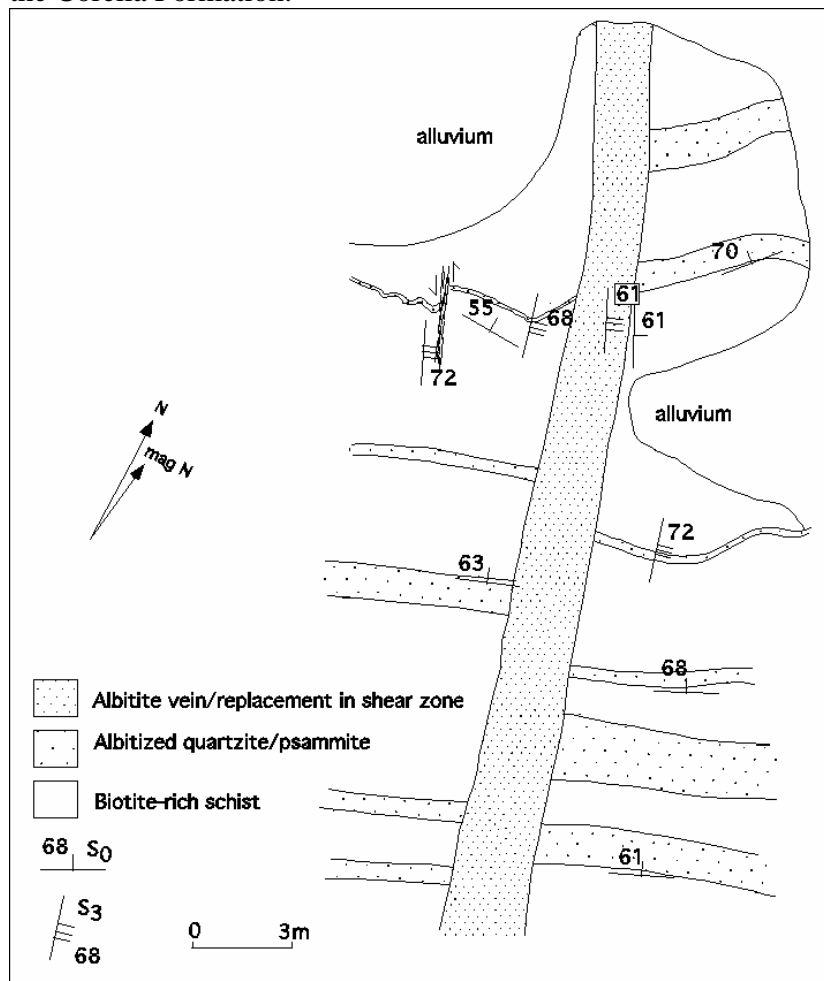 the Corella Formation.
alluvium
70
61
55
68
61
72
alluvium
N
mag N
72
63
68
Albitite vein/replacement in shear zone
Albitized quartzite/psammite
Biotite-rich schist
61
68 S0
S3
68
0 3m